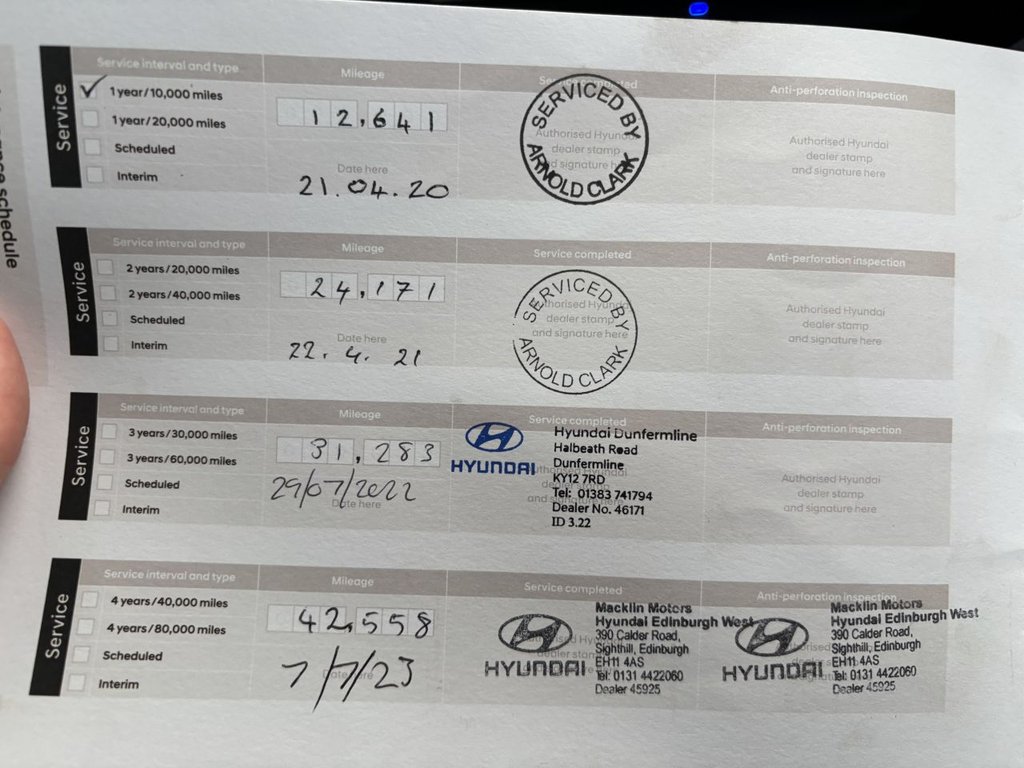 ance schedule
Service
Service interval and type
Mileage
Service completed
Anti-perforation inspection
✓ 1 year/10,000 miles
1 year/20,000 miles
Scheduled
Interim
12,641
Date here
21.04.20
SERVICED BY
ARNOLD CLARK
Authorised Hyundai
dealer stamp
and signature here
Authorised Hyundai
dealer stamp
and signature here
Service
Service interval and type
Mileage
Service completed
Anti-perforation inspection
2 years/20,000 miles
2 years/40,000 miles
Scheduled
Interim
24,171
Date here
22.4.21
SERVICED BY
ARNOLD CLARK
Authorised Hyundai
dealer stamp
and signature here
Authorised Hyundai
dealer stamp
and signature here
Service
Service interval and type
Mileage
Service completed
Anti-perforation inspection
3 years/30,000 miles
3 years/60,000 miles
Scheduled
Interim
31,283
29/07/2022
Date here
HYUNDAI
Hyundai Dunfermline
Halbeath Road
Dunfermline
KY12 7RD
Tel: 01383 741794
Dealer No. 46171
ID 3.22
Authorised Hyundai
dealer stamp
and signature here
Service
Service interval and type
Mileage
Service completed
Anti-perforation inspection
4 years/40,000 miles
4 years/80,000 miles
Scheduled
Interim
42,558
Date here
7/7/23
HYUNDAI
Macklin Motors
Hyundai Edinburgh West
390 Calder Road,
Sighthill, Edinburgh
EH11 4AS
Tel: 0131 4422060
Dealer 45925
HYUNDAI
Macklin Motors
Hyundai Edinburgh West
390 Calder Road,
Sighthill, Edinburgh
EH11 4AS
Tel: 0131 4422060
Dealer 45925